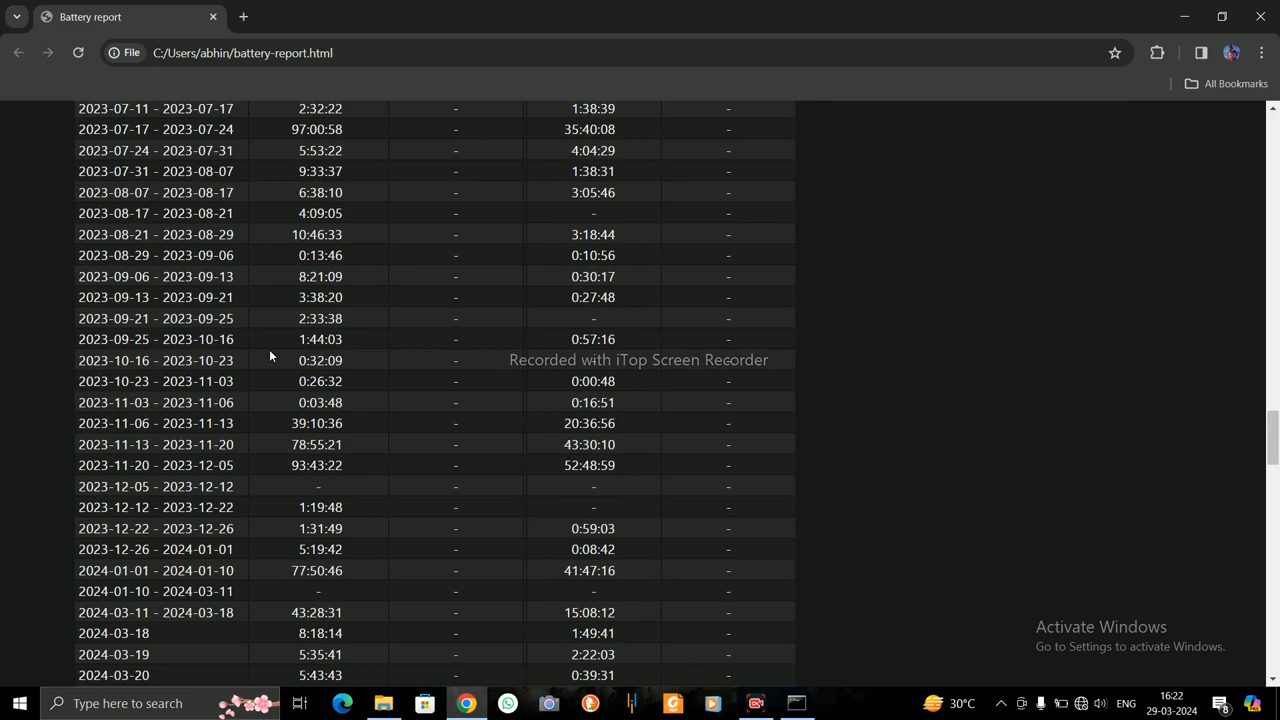 Battery report
File C:/Users/abhin/battery-report.html
All Bookmarks
2023-07-11 - 2023-07-17 2:32:22 - 1:38:39 -
2023-07-17 - 2023-07-24 97:00:58 - 35:40:08 -
2023-07-24 - 2023-07-31 5:53:22 - 4:04:29 -
2023-07-31 - 2023-08-07 9:33:37 - 1:38:31 -
2023-08-07 - 2023-08-17 6:38:10 - 3:05:46 -
2023-08-17 - 2023-08-21 4:09:05 - - -
2023-08-21 - 2023-08-29 10:46:33 - 3:18:44 -
2023-08-29 - 2023-09-06 0:13:46 - 0:10:56 -
2023-09-06 - 2023-09-13 8:21:09 - 0:30:17 -
2023-09-13 - 2023-09-21 3:38:20 - 0:27:48 -
2023-09-21 - 2023-09-25 2:33:38 - - -
2023-09-25 - 2023-10-16 1:44:03 - 0:57:16 -
2023-10-16 - 2023-10-23 0:32:09 - - -
Recorded with iTop Screen Recorder
2023-10-23 - 2023-11-03 0:26:32 - 0:00:48 -
2023-11-03 - 2023-11-06 0:03:48 - 0:16:51 -
2023-11-06 - 2023-11-13 39:10:36 - 20:36:56 -
2023-11-13 - 2023-11-20 78:55:21 - 43:30:10 -
2023-11-20 - 2023-12-05 93:43:22 - 52:48:59 -
2023-12-05 - 2023-12-12 - - - -
2023-12-12 - 2023-12-22 1:19:48 - - -
2023-12-22 - 2023-12-26 1:31:49 - 0:59:03 -
2023-12-26 - 2024-01-01 5:19:42 - 0:08:42 -
2024-01-01 - 2024-01-10 77:50:46 - 41:47:16 -
2024-01-10 - 2024-03-11 - - - -
2024-03-11 - 2024-03-18 43:28:31 - 15:08:12 -
2024-03-18 8:18:14 - 1:49:41 -
2024-03-19 5:35:41 - 2:22:03 -
2024-03-20 5:43:43 - 0:39:31 -
Activate Windows
Go to Settings to activate Windows.
Type here to search
30°C
ENG
16:22
29-03-2024
8